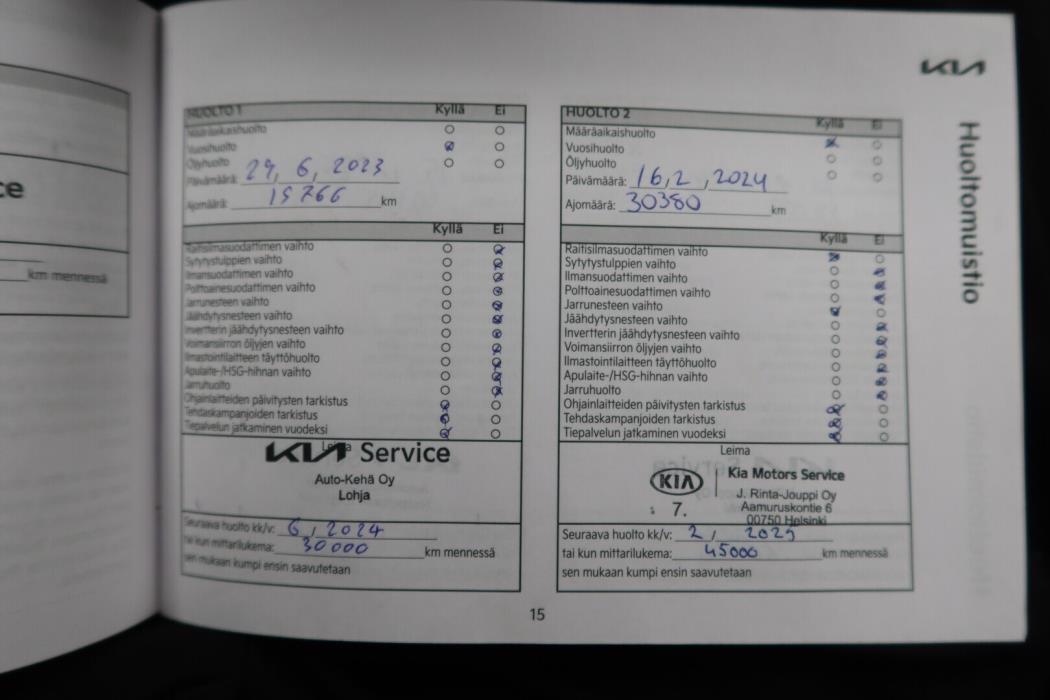 ce
km mennessä
KIA
Huoltomuistio
HUOLTO 1 Kyllä Ei
Määräaikaishuolto
Vuosihuolto
Öljyhuolto
Päivämäärä: 29, 6, 2023
Ajomäärä: 15766 km
Kyllä Ei
Raitisilmasuodattimen vaihto
Sytytystulppien vaihto
Ilmansuodattimen vaihto
Polttoainesuodattimen vaihto
Jarrunesteen vaihto
Jäähdytysnesteen vaihto
Invertterin jäähdytysnesteen vaihto
Voimansiirron öljyjen vaihto
Ilmastointilaitteen täyttöhuolto
Apulaite-/HSG-hihnan vaihto
Jarruhuolto
Ohjainlaitteiden päivitysten tarkistus
Tehdaskampanjoiden tarkistus
Tiepalvelun jatkaminen vuodeksi
Leima
KIA Service
Auto-Kehä Oy
Lohja
Seuraava huolto kk/v: 6, 2024
tai kun mittarilukema: 30000 km mennessä
sen mukaan kumpi ensin saavutetaan
HUOLTO 2 Kyllä Ei
Määräaikaishuolto
Vuosihuolto
Öljyhuolto
Päivämäärä: 16, 2, 2024
Ajomäärä: 30380 km
Kyllä Ei
Raitisilmasuodattimen vaihto
Sytytystulppien vaihto
Ilmansuodattimen vaihto
Polttoainesuodattimen vaihto
Jarrunesteen vaihto
Jäähdytysnesteen vaihto
Invertterin jäähdytysnesteen vaihto
Voimansiirron öljyjen vaihto
Ilmastointilaitteen täyttöhuolto
Apulaite-/HSG-hihnan vaihto
Jarruhuolto
Ohjainlaitteiden päivitysten tarkistus
Tehdaskampanjoiden tarkistus
Tiepalvelun jatkaminen vuodeksi
Leima
KIA Kia Motors Service
7. J. Rinta-Jouppi Oy
Aamuruskontie 6
00750 Helsinki
Seuraava huolto kk/v: 2, 2025
tai kun mittarilukema: 45000 km mennessä
sen mukaan kumpi ensin saavutetaan
15